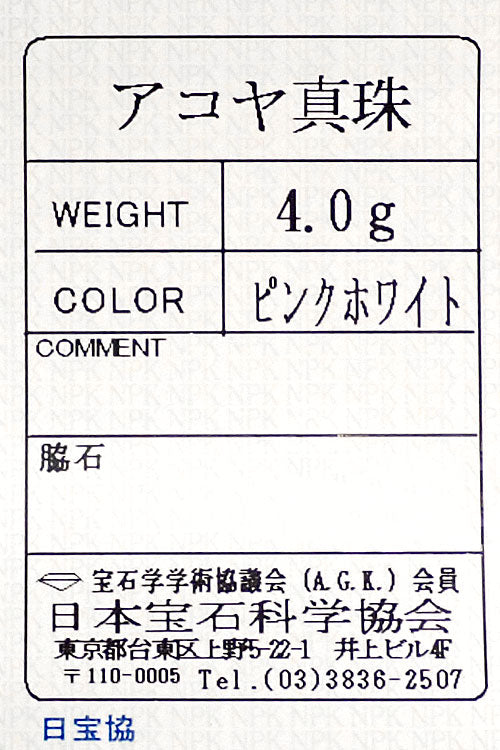 アコヤ真珠
WEIGHT 4.0g
COLOR ピンクホワイト
COMMENT
脇石
宝石学学術協議会 (A.G.K.) 会員
日本宝石科学協会
東京都台東区上野5-22-1 井上ビル4F
〒110-0005 Tel.(03)3836-2507
日宝協